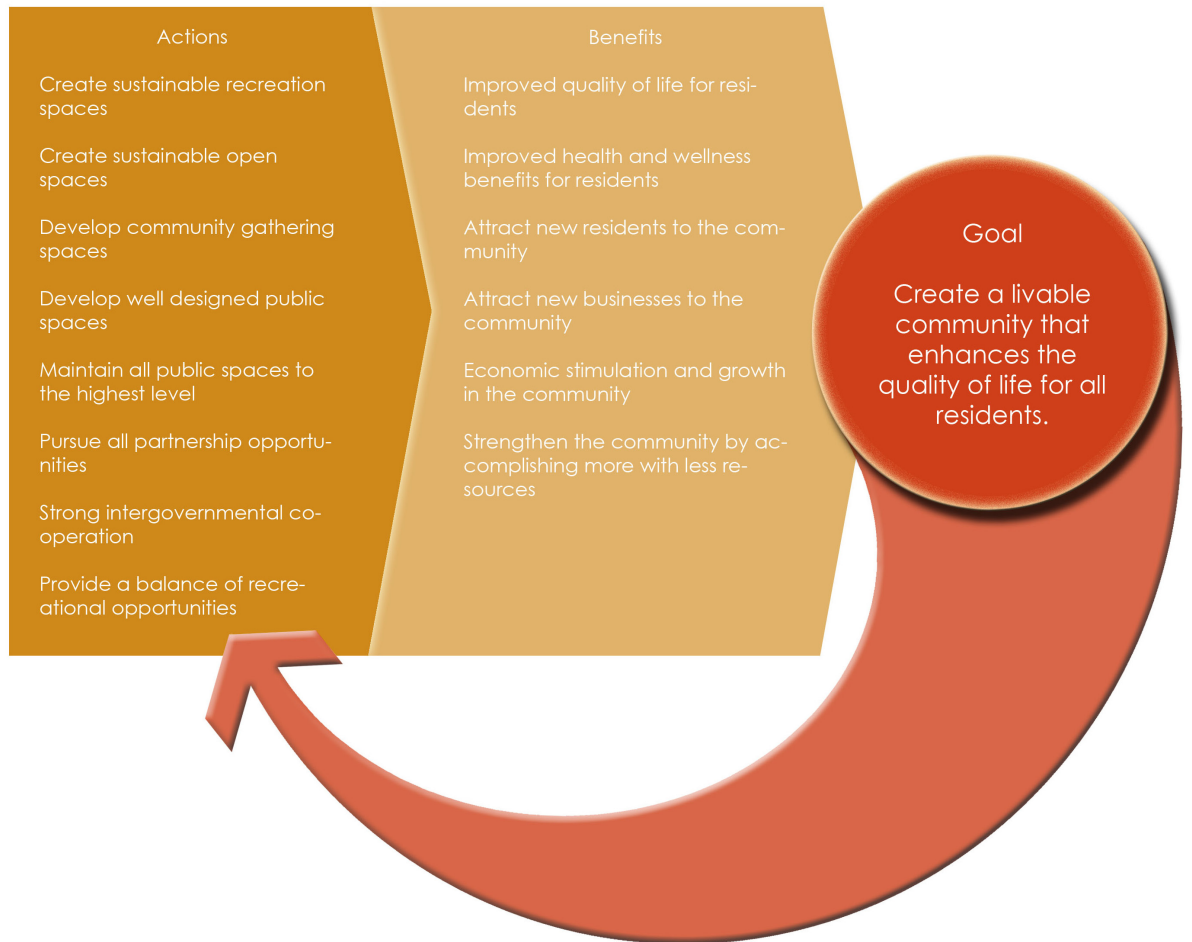 Actions
Create sustainable recreation
spaces
Create sustainable open
spaces
Develop community gathering
spaces
Develop well designed public
spaces
Maintain all public spaces to
the highest level
Pursue all partnership opportu-
nities
Strong intergovernmental co-
operation
Provide a balance of recre-
ational opportunities
Benefits
Improved quality of life for resi-
dents
Improved health and wellness
benefits for residents
Attract new residents to the com-
munity
Attract new businesses to the
community
Economic stimulation and growth
in the community
Strengthen the community by ac-
complishing more with less re-
sources
Goal
Create a livable
community that
enhances the
quality of life for all
residents.